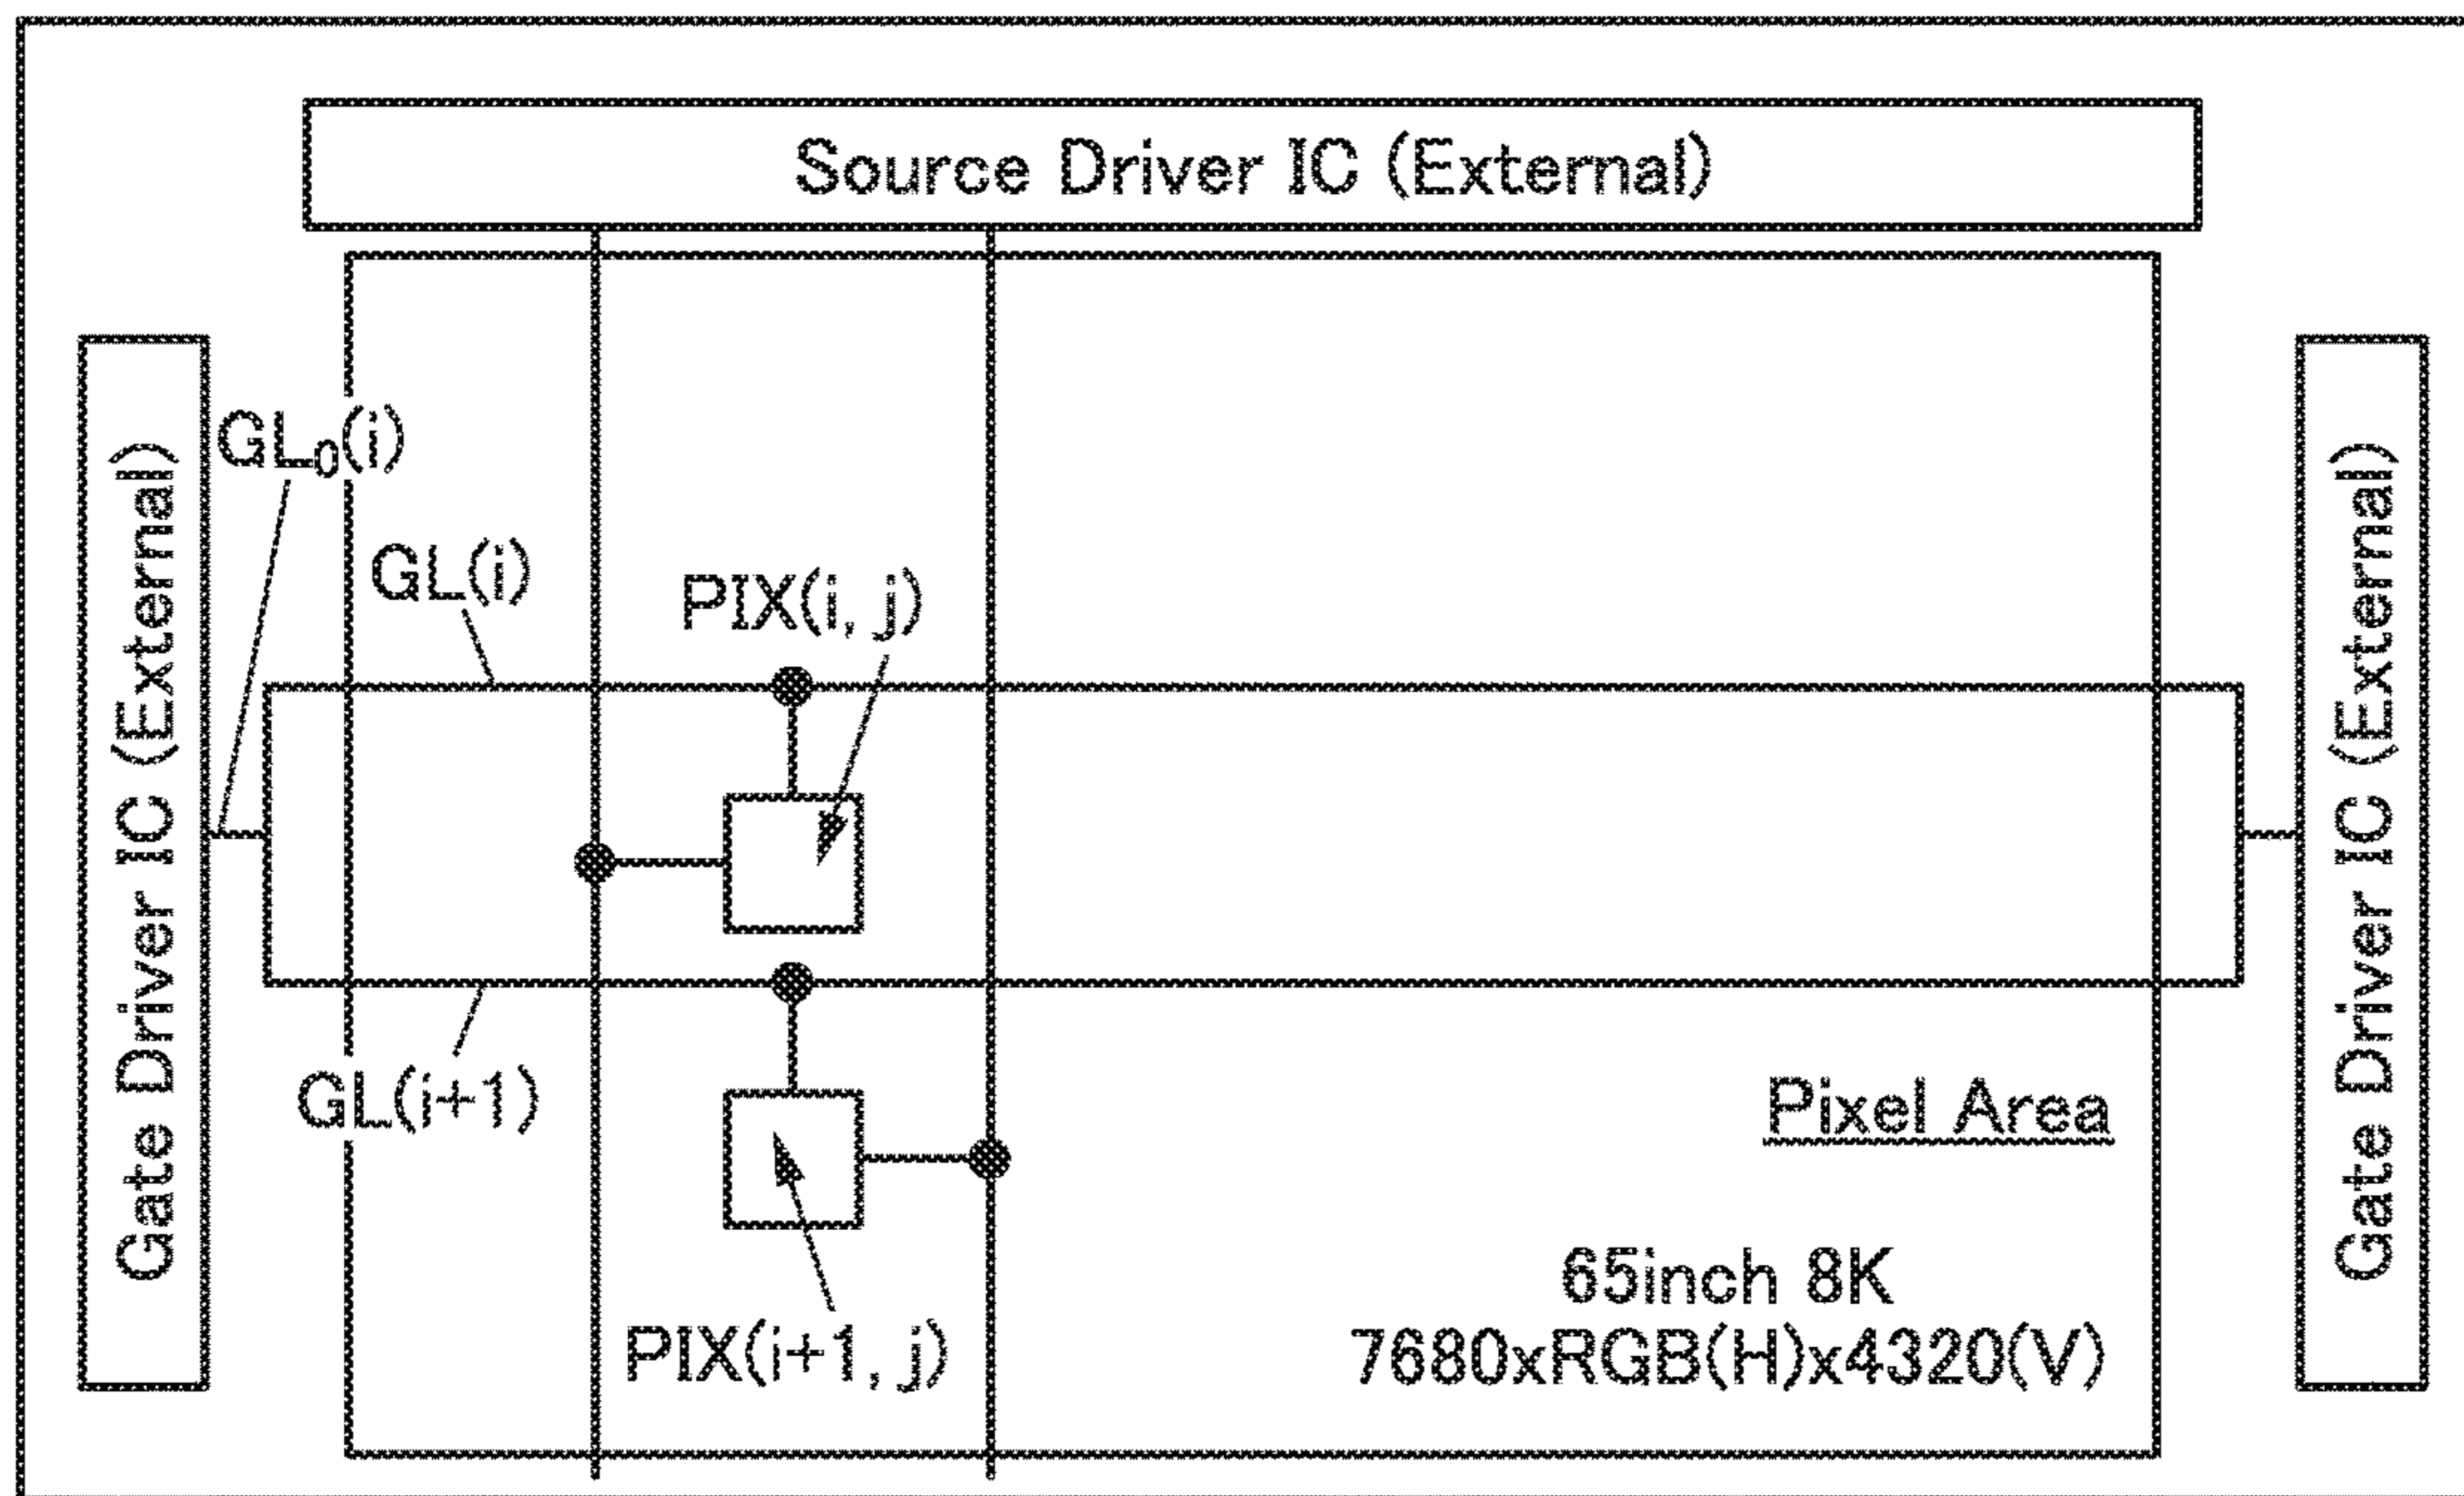 Source Driver IC (External)
Gate Driver IC (External)
GL₀(i)
GL(i)
PIX(i, j)
GL(i+1)
PIX(i+1, j)
Pixel Area
65inch 8K
7680xRGB(H)x4320(V)
Gate Driver IC (External)